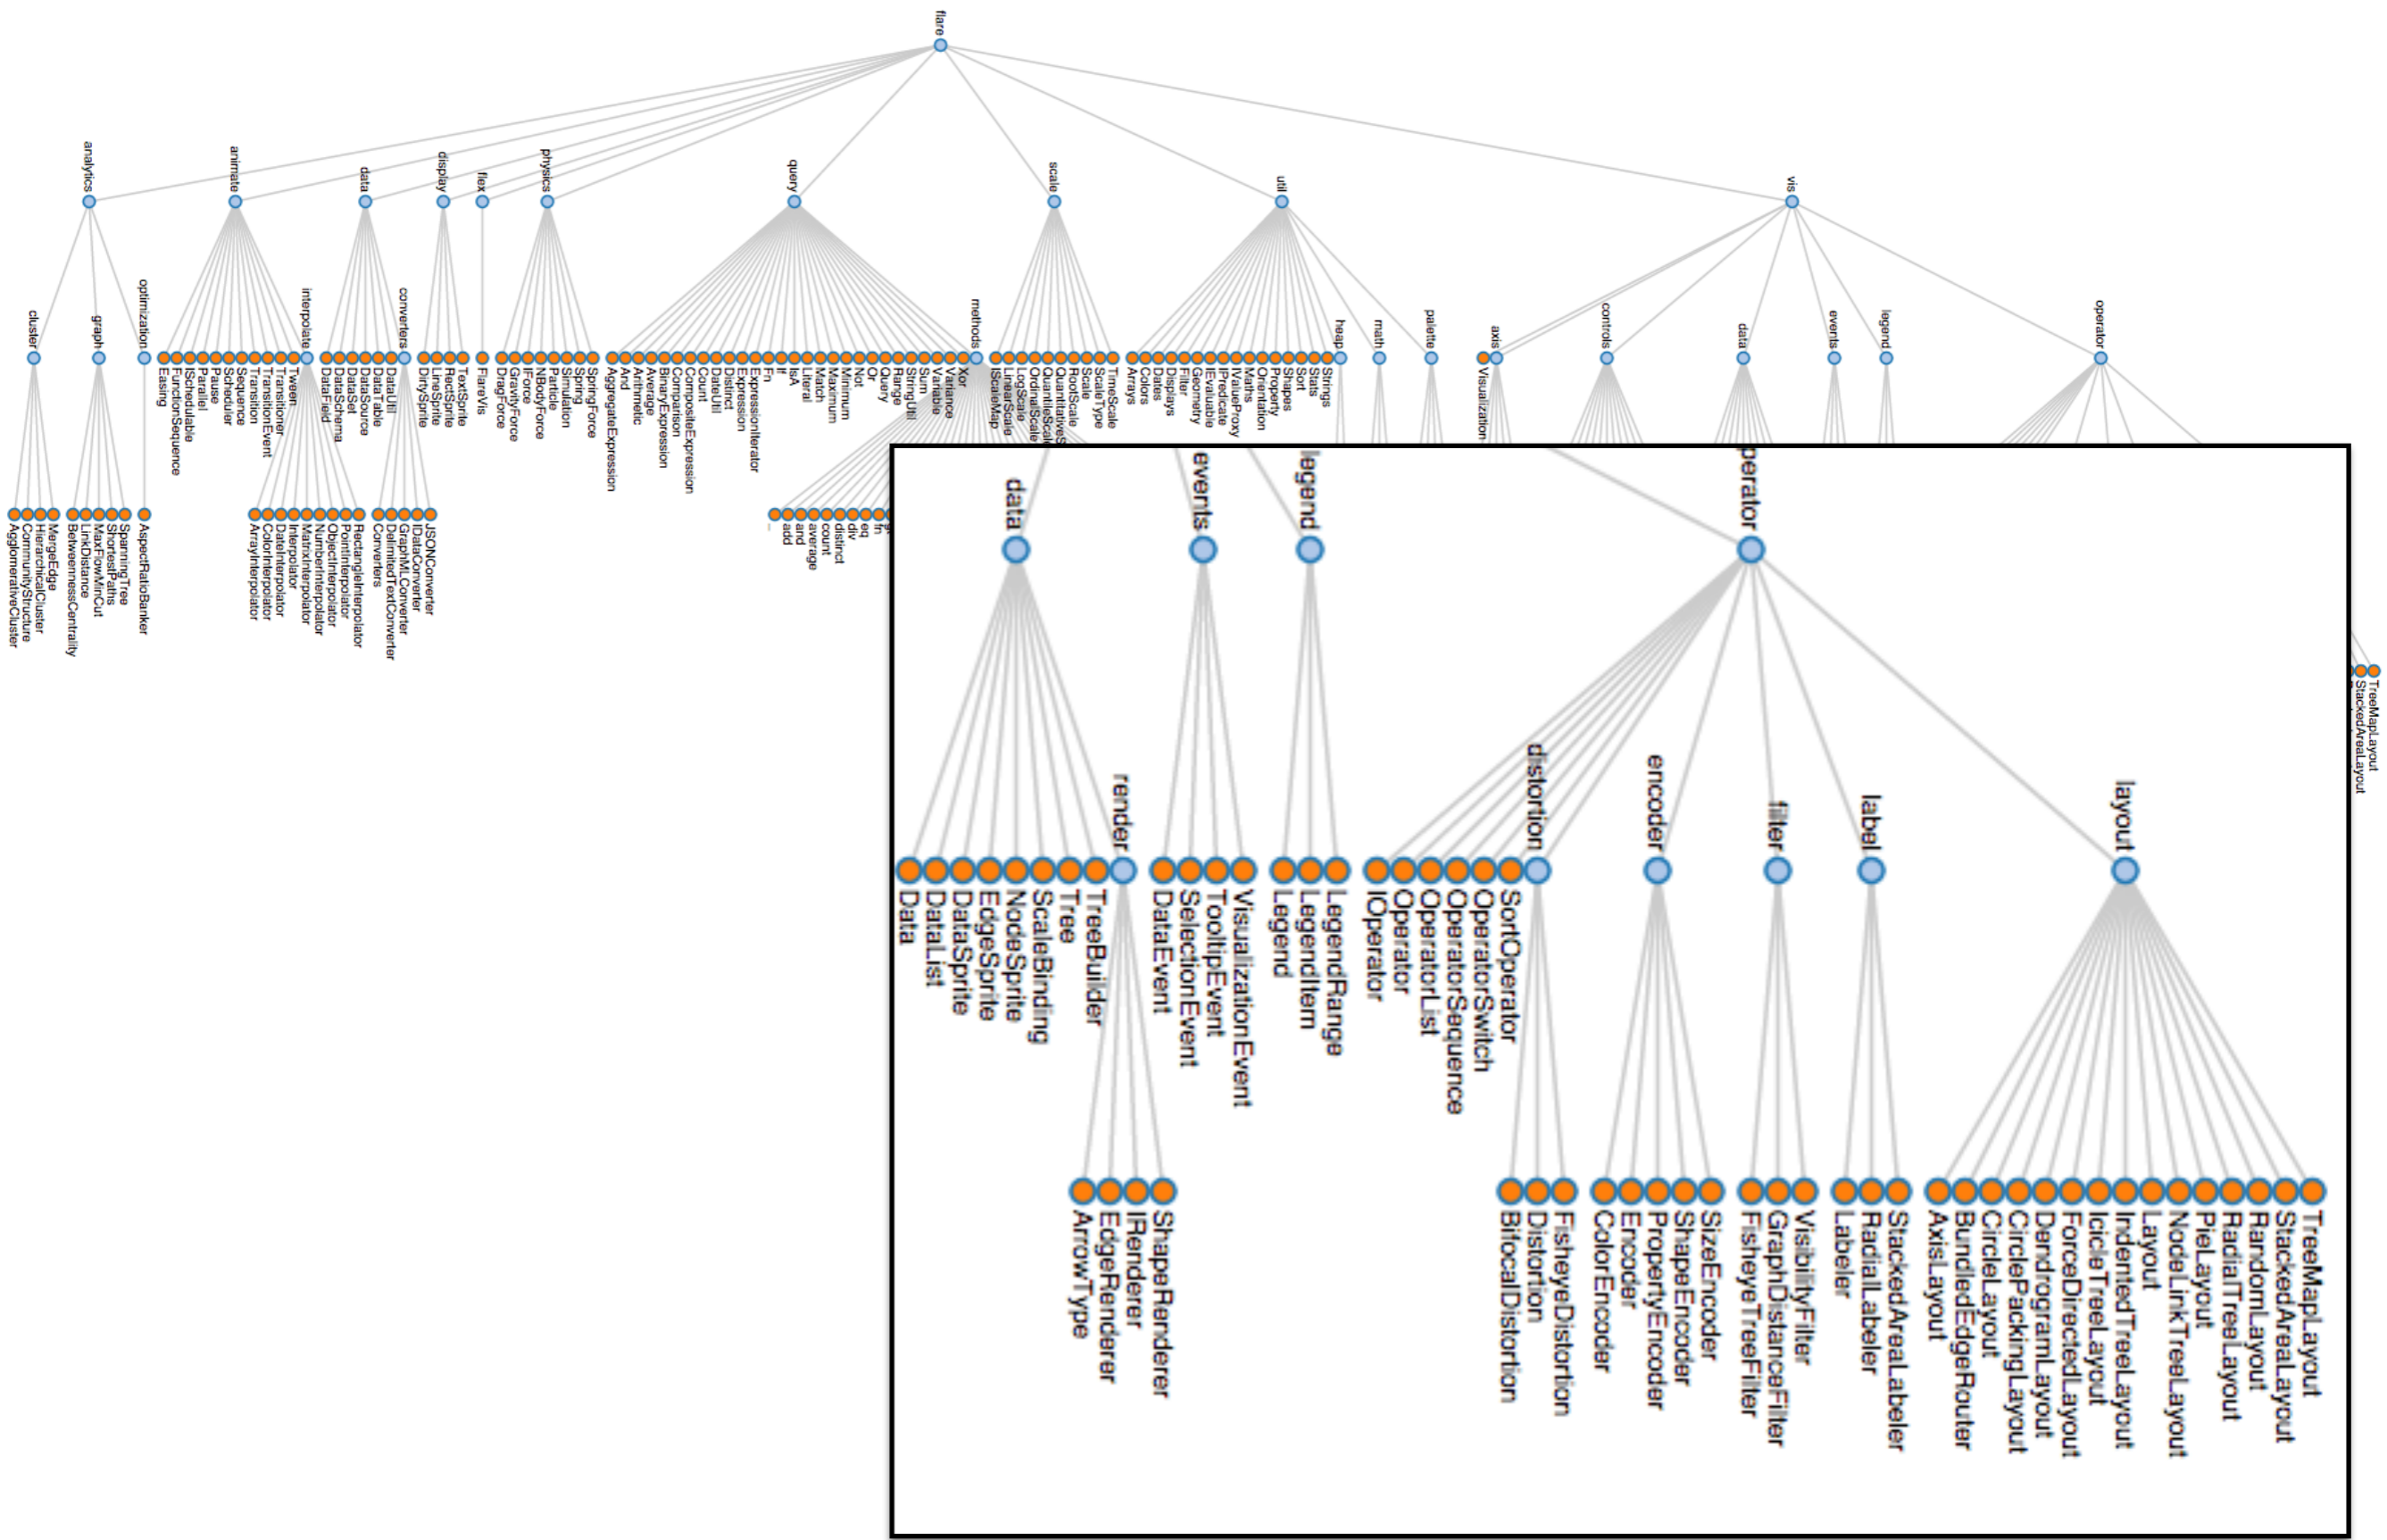 flare
analytics
animate
data
display
flex
physics
query
scale
util
vis
cluster
graph
optimization
interpolate
converters
methods
heap
math
palette
axis
controls
data
events
legend
operator
Easing
FunctionSequence
ISchedulable
Parallel
Pause
Scheduler
Sequence
Transition
TransitionEvent
Transitioner
Tween
DataField
DataSchema
DataSet
DataSource
DataTable
DataUtil
DirtySprite
LineSprite
RectSprite
TextSprite
FlareVis
DragForce
GravityForce
IForce
NBodyForce
Particle
Simulation
Spring
SpringForce
AggregateExpression
And
Arithmetic
Average
BinaryExpression
Comparison
CompositeExpression
Count
DateUtil
Distinct
Expression
ExpressionIterator
Fn
If
IsA
Literal
Match
Maximum
Minimum
Not
Or
Query
Range
StringUtil
Sum
Variable
Variance
Xor
IScaleMap
LinearScale
LogScale
OrdinalScale
QuantileScale
QuantitativeS
RootScale
Scale
ScaleType
TimeScale
Arrays
Colors
Dates
Displays
Filter
Geometry
IEvaluable
IPredicate
IValueProxy
Maths
Orientation
Property
Shapes
Sort
Stats
Strings
Visualization
AgglomerativeCluster
CommunityStructure
HierarchicalCluster
MergeEdge
BetweennessCentrality
LinkDistance
MaxFlowMinCut
ShortestPaths
SpanningTree
AspectRatioBanker
ArrayInterpolator
ColorInterpolator
DateInterpolator
Interpolator
MatrixInterpolator
NumberInterpolator
ObjectInterpolator
PointInterpolator
RectangleInterpolator
Converters
DelimitedTextConverter
GraphMLConverter
IDataConverter
JSONConverter
_
add
and
average
count
distinct
div
eq
fn
StackedAreaLayout
TreeMapLayout
data
events
legend
perator
render
distortion
encoder
filter
label
layout
Data
DataList
DataSprite
EdgeSprite
NodeSprite
ScaleBinding
Tree
TreeBuilder
DataEvent
SelectionEvent
TooltipEvent
VisualizationEvent
Legend
LegendItem
LegendRange
IOperator
Operator
OperatorList
OperatorSequence
OperatorSwitch
SortOperator
ArrowType
EdgeRenderer
IRenderer
ShapeRenderer
BifocalDistortion
Distortion
FisheyeDistortion
ColorEncoder
Encoder
PropertyEncoder
ShapeEncoder
SizeEncoder
FisheyeTreeFilter
GraphDistanceFilter
VisibilityFilter
Labeler
RadialLabeler
StackedAreaLabeler
AxisLayout
BundledEdgeRouter
CircleLayout
CirclePackingLayout
DendrogramLayout
ForceDirectedLayout
IcicleTreeLayout
IndentedTreeLayout
Layout
NodeLinkTreeLayout
PieLayout
RadialTreeLayout
RandomLayout
StackedAreaLayout
TreeMapLayout